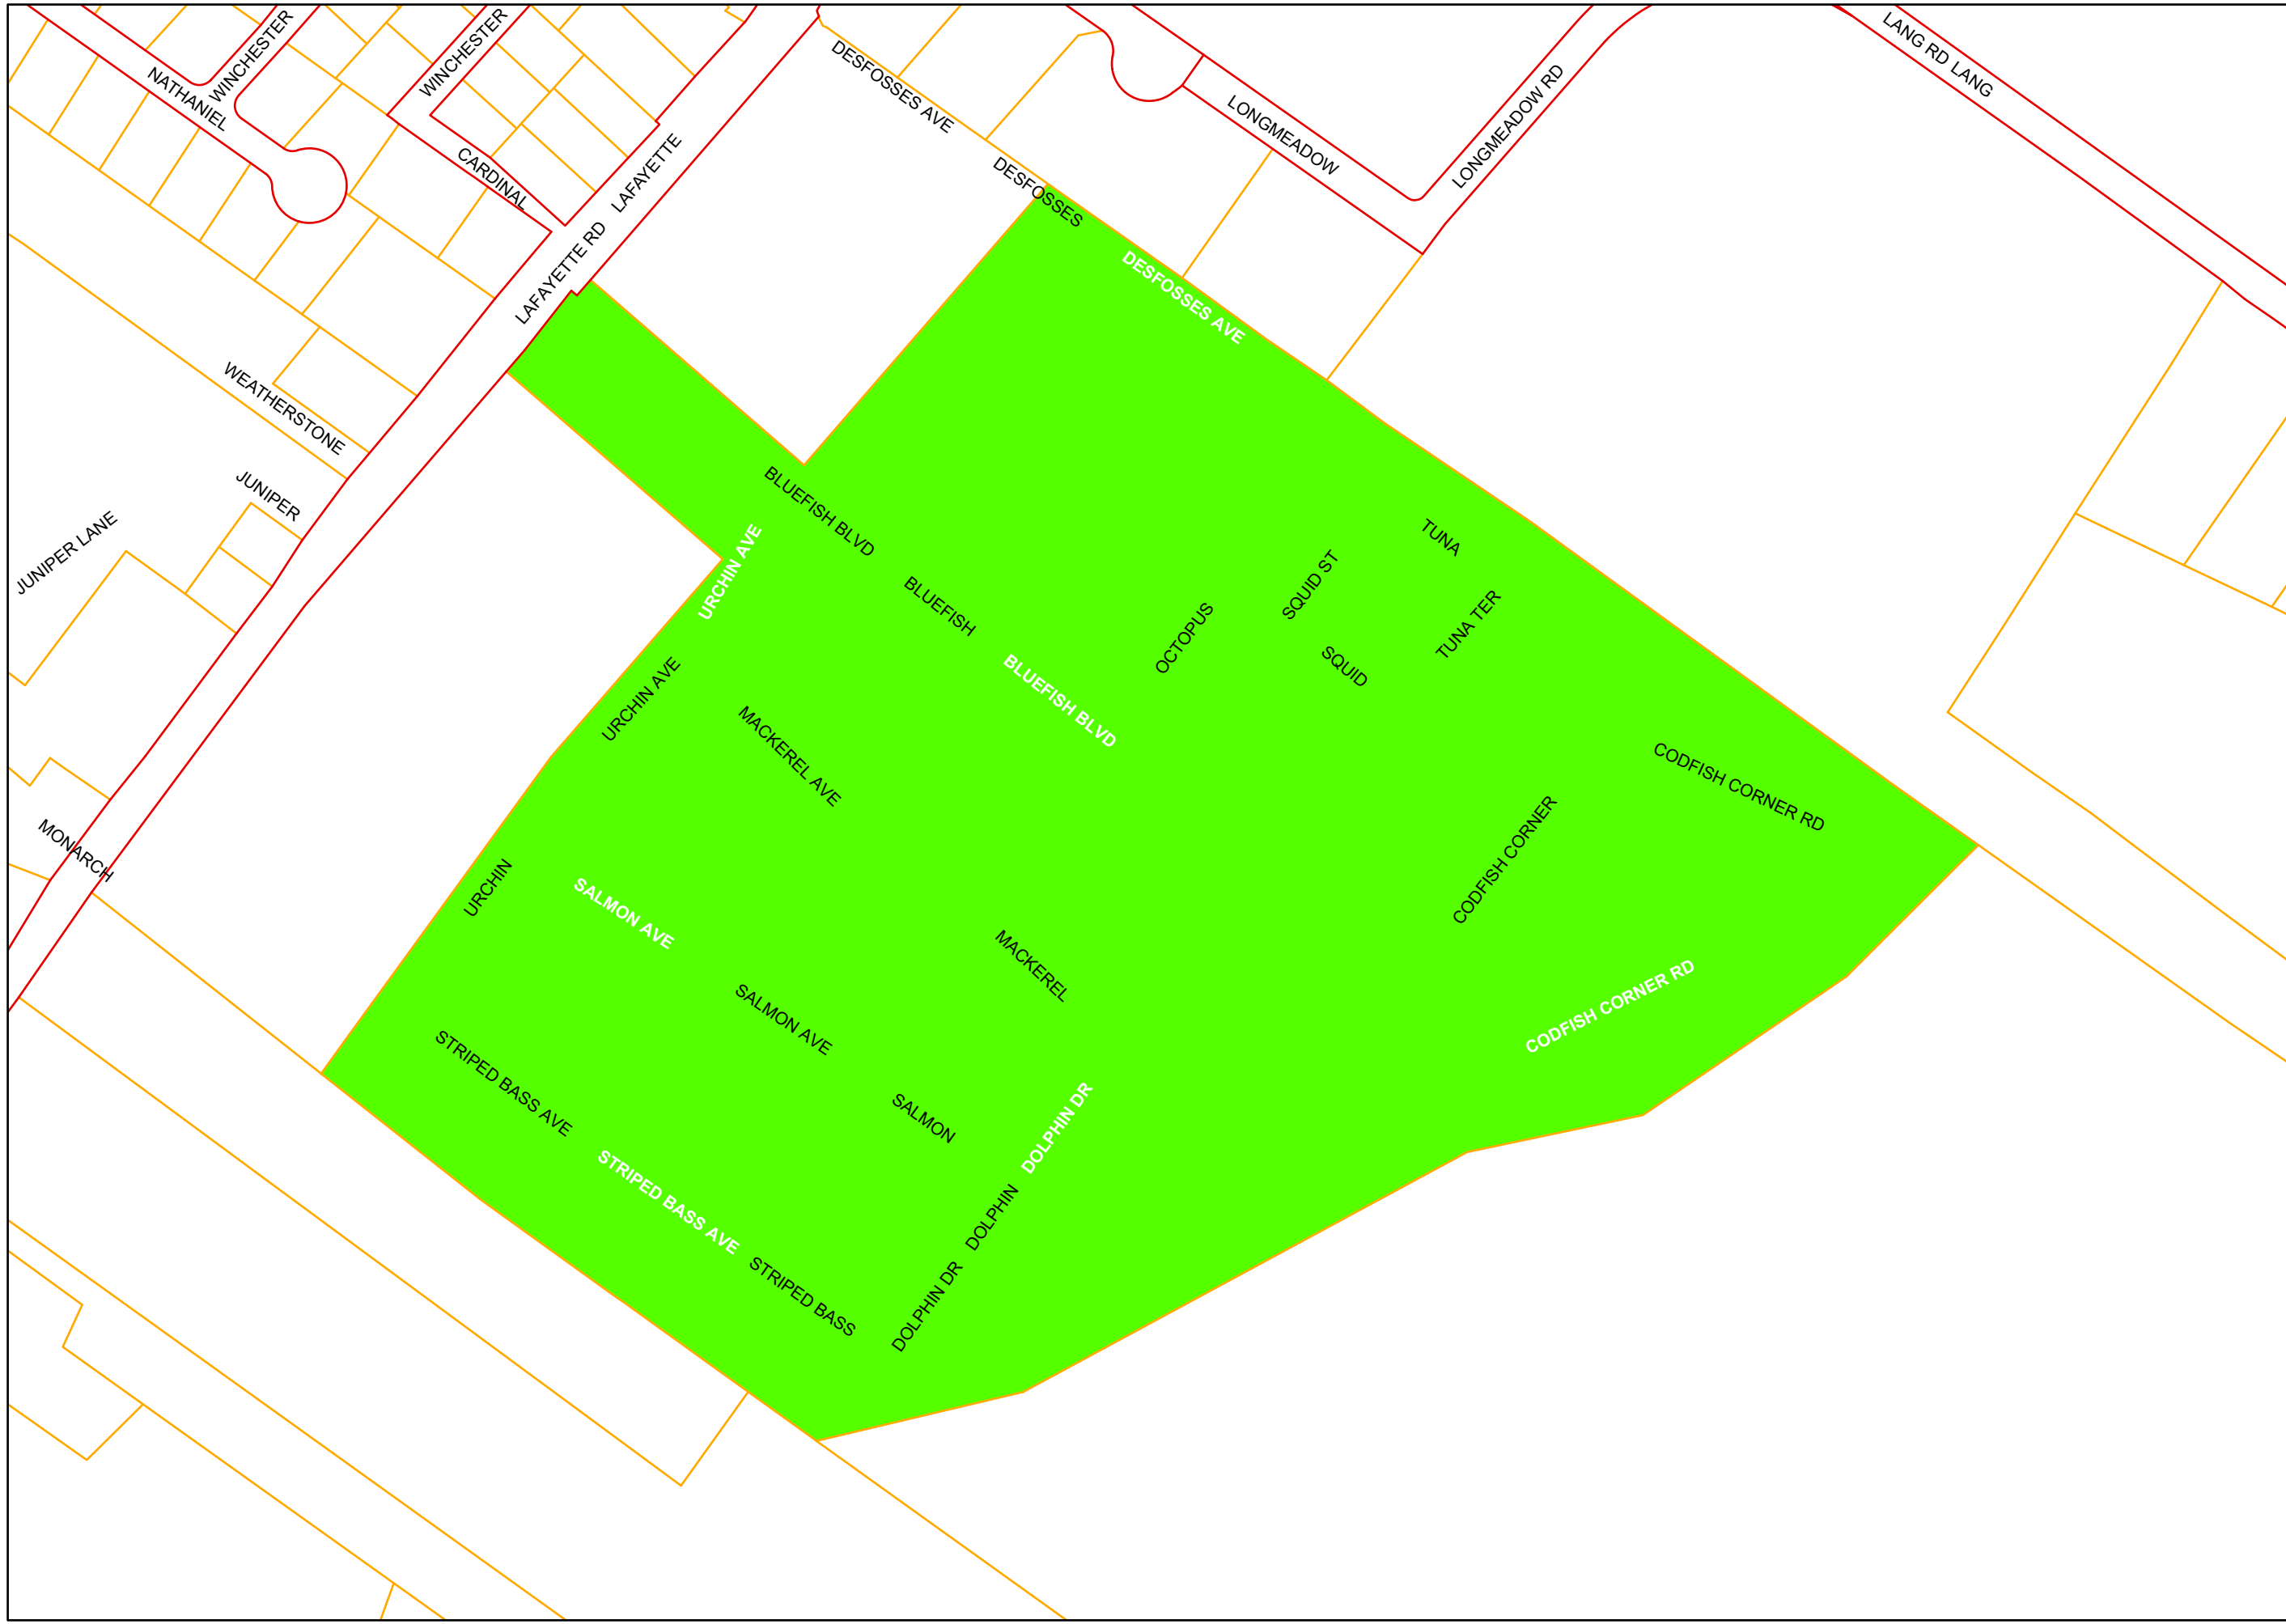 WINCHESTER
WINCHESTER
NATHANIEL
CARDINAL
LAFAYETTE
LAFAYETTE RD
DESFOSSES AVE
DESFOSSES
DESFOSSES AVE
LONGMEADOW
LONGMEADOW RD
LANG RD LANG
WEATHERSTONE
JUNIPER
JUNIPER LANE
MONARCH
BLUEFISH BLVD
BLUEFISH
BLUEFISH BLVD
URCHIN AVE
URCHIN AVE
URCHIN
OCTOPUS
SQUID ST
SQUID
TUNA
TUNA TER
MACKEREL AVE
MACKEREL
CODFISH CORNER RD
CODFISH CORNER
CODFISH CORNER RD
SALMON AVE
SALMON AVE
SALMON
STRIPED BASS AVE
STRIPED BASS AVE
STRIPED BASS
DOLPHIN DR
DOLPHIN
DOLPHIN DR